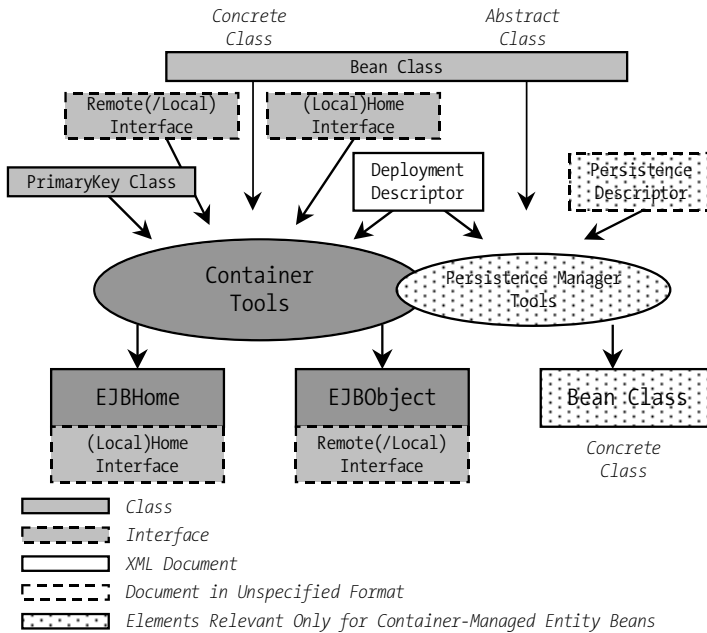 Concrete
Class
Abstract
Class
Bean Class
Remote(/Local)
Interface
(Local)Home
Interface
PrimaryKey Class
Deployment
Descriptor
Persistence
Descriptor
Container
Tools
Persistence Manager
Tools
EJBHome
(Local)Home
Interface
EJBObject
Remote(/Local)
Interface
Bean Class
Concrete
Class
Class
Interface
XML Document
Document in Unspecified Format
Elements Relevant Only for Container-Managed Entity Beans